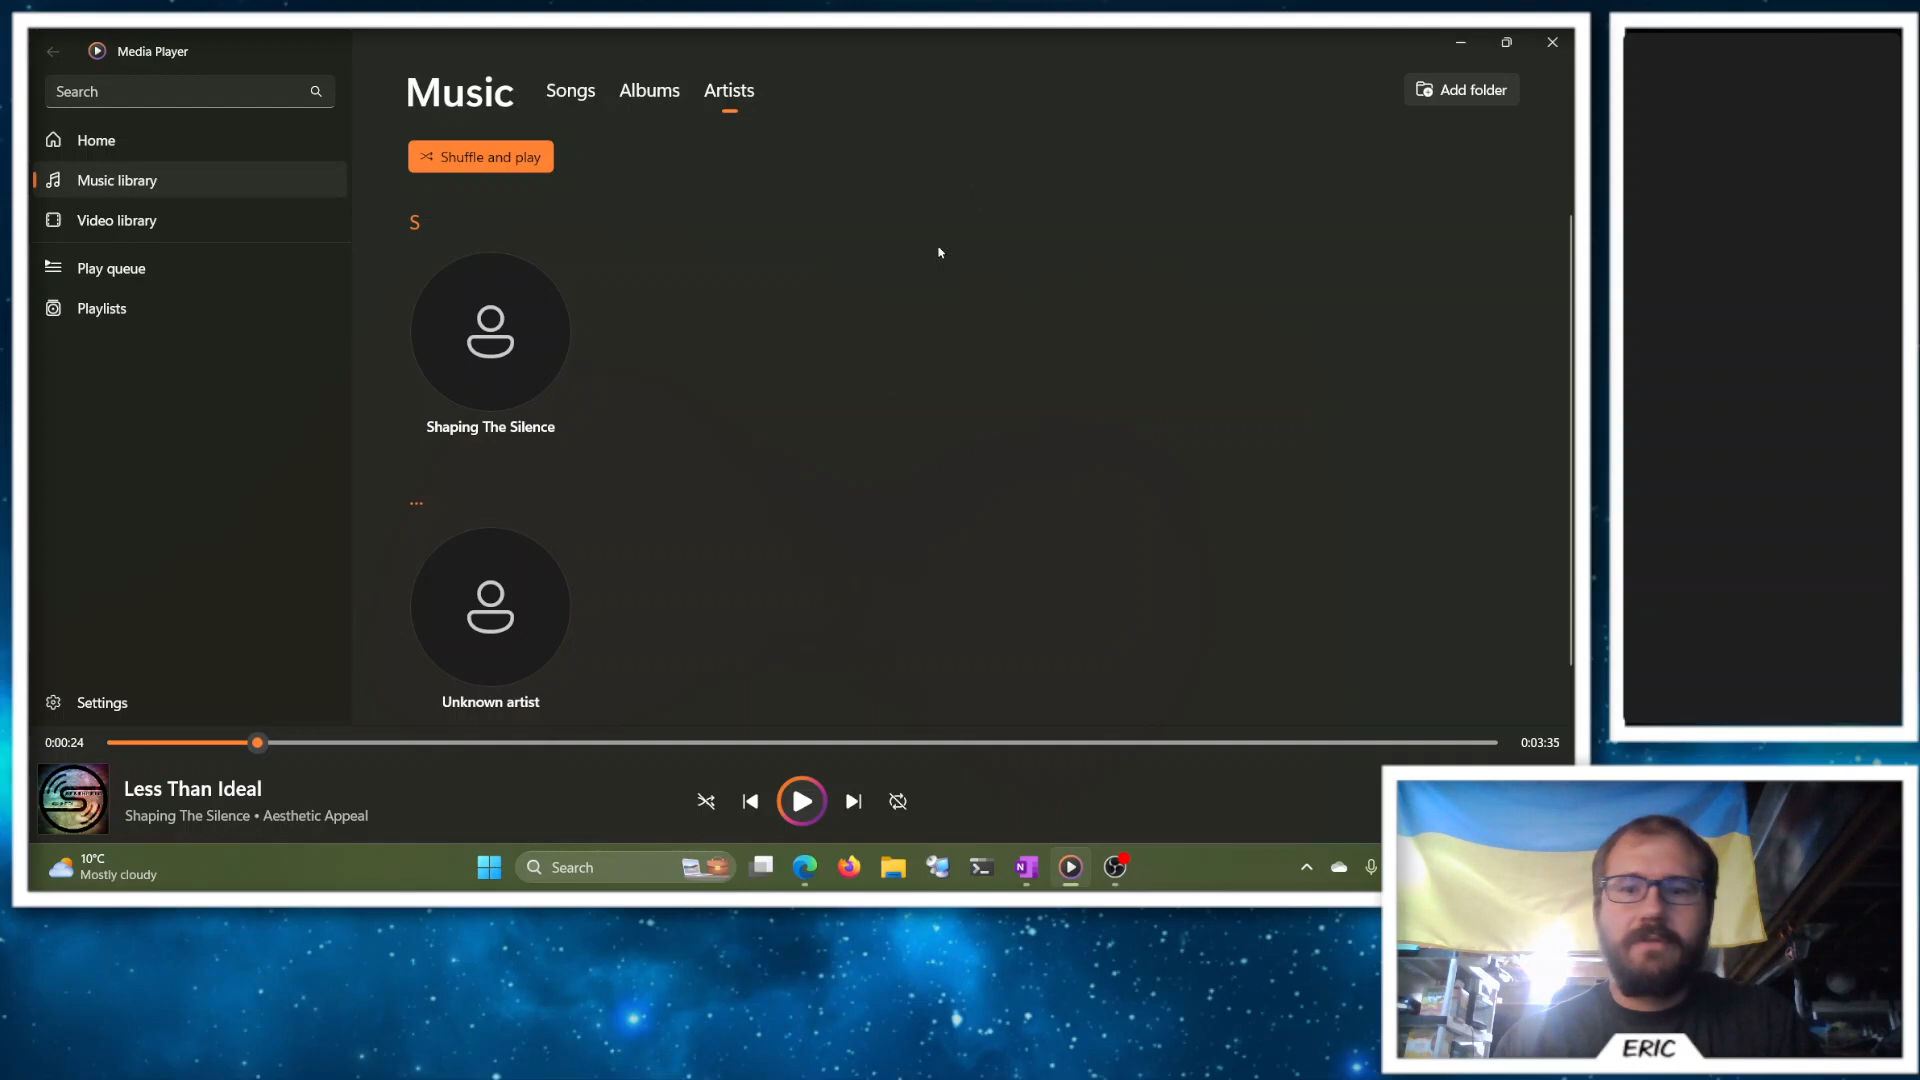 Media Player
Search
Home
Music library
Video library
Play queue
Playlists
Settings
Music Songs Albums Artists
Add folder
Shuffle and play
S
Shaping The Silence
...
Unknown artist
0:00:24
0:03:35
Less Than Ideal
Shaping The Silence • Aesthetic Appeal
10°C
Mostly cloudy
Search
ERIC